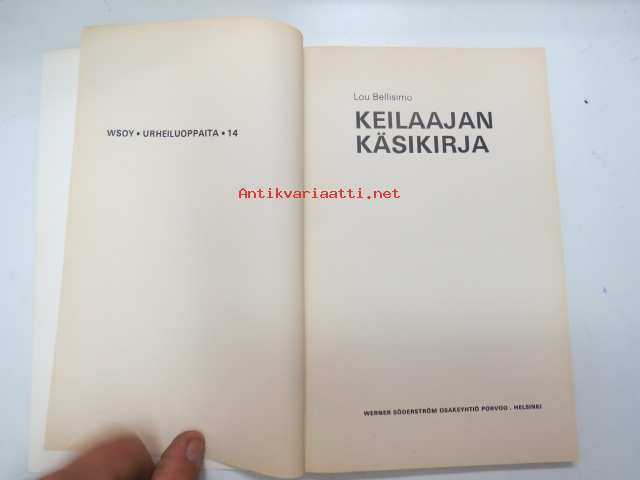 WSOY • URHEILUOPPAITA • 14
Lou Bellisimo
KEILAAJAN
KÄSIKIRJA
Antikvariaatti.net
WERNER SÖDERSTRÖM OSAKEYHTIÖ PORVOO . HELSINKI